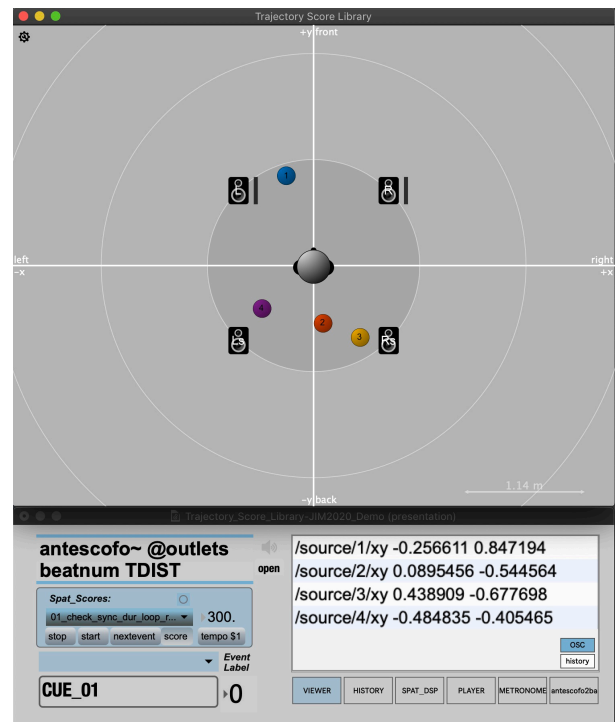 Trajectory Score Library
+y front
1
L
R
left
-x
right
+x
4
2
3
Ls
Rs
1.14 m
-y back
Trajectory_Score_Library-JIM2020_Demo (presentation)
antescofo~ @outlets
beatnum TDIST
open
Spat_Scores:
01_check_sync_dur_loop_r...
300.
stop start nextevent score tempo $1
Event
Label
CUE_01
0
/source/1/xy -0.256611 0.847194
/source/2/xy 0.0895456 -0.544564
/source/3/xy 0.438909 -0.677698
/source/4/xy -0.484835 -0.405465
OSC
history
VIEWER HISTORY SPAT_DSP PLAYER METRONOME antescofo2ba